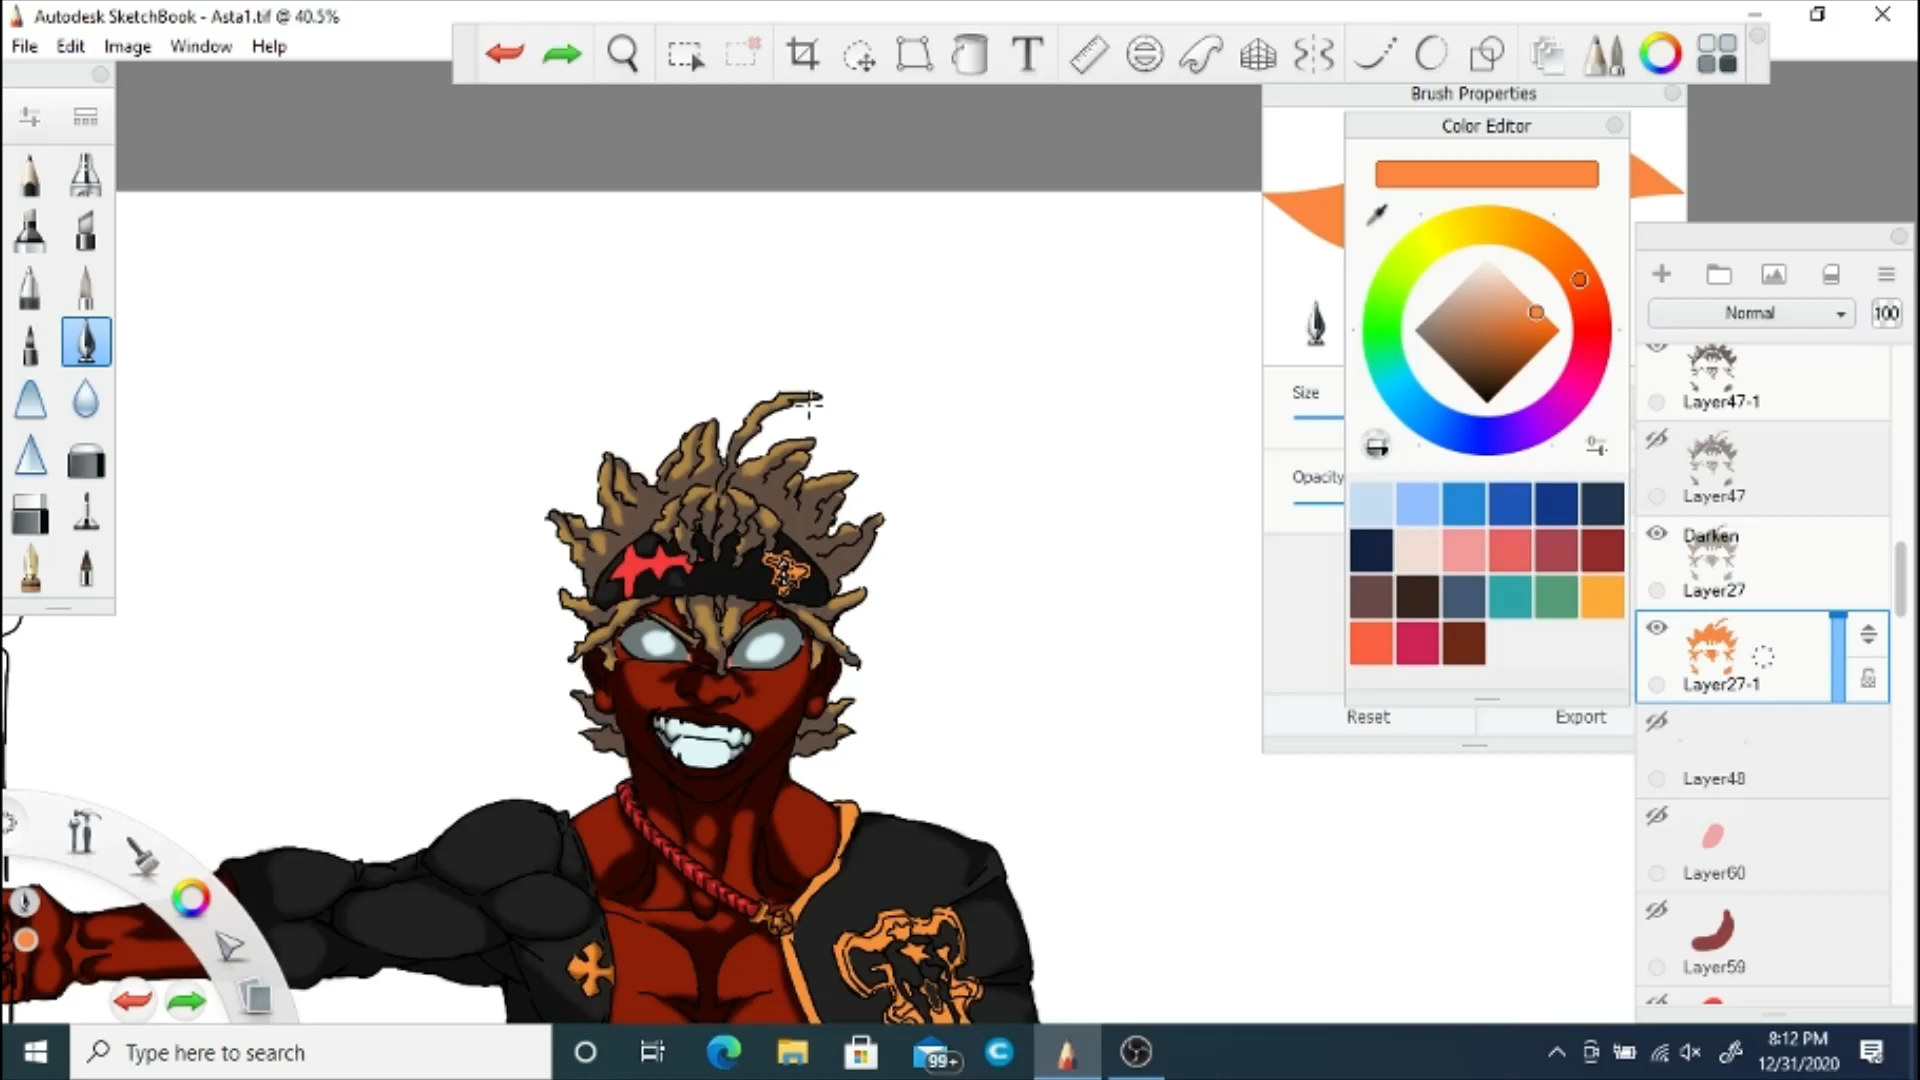 Autodesk SketchBook - Asta1.tif @ 40.5%
File Edit Image Window Help
T
Brush Properties
Color Editor
Normal
100
Size
Opacity
Reset
Export
Layer47-1
Layer47
Darken
Layer27
Layer27-1
Layer48
Layer60
Layer59
Type here to search
99+
8:12 PM
12/31/2020